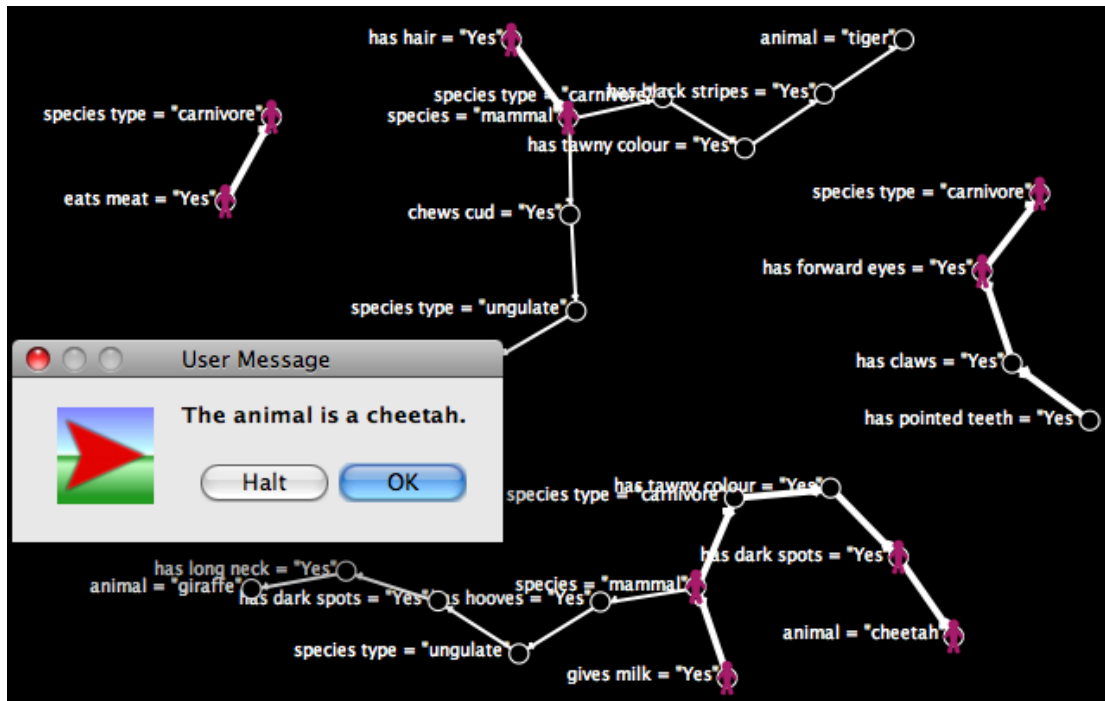 has hair = "Yes"
animal = "tiger"
species type = "carnivore"
has black stripes = "Yes"
species type = "carnivore"
species = "mammal"
has tawny colour = "Yes"
eats meat = "Yes"
species type = "carnivore"
chews cud = "Yes"
has forward eyes = "Yes"
species type = "ungulate"
User Message
has claws = "Yes"
The animal is a cheetah.
has pointed teeth = "Yes
Halt
OK
has tawny colour = "Yes"
species type = "carnivore
has dark spots = "Yes
has long neck = "Yes"
animal = "giraffe"
species = "mammal"
has dark spots = "Yes"
has hooves = "Yes"
animal = "cheetah"
species type = "ungulate
gives milk = "Yes"